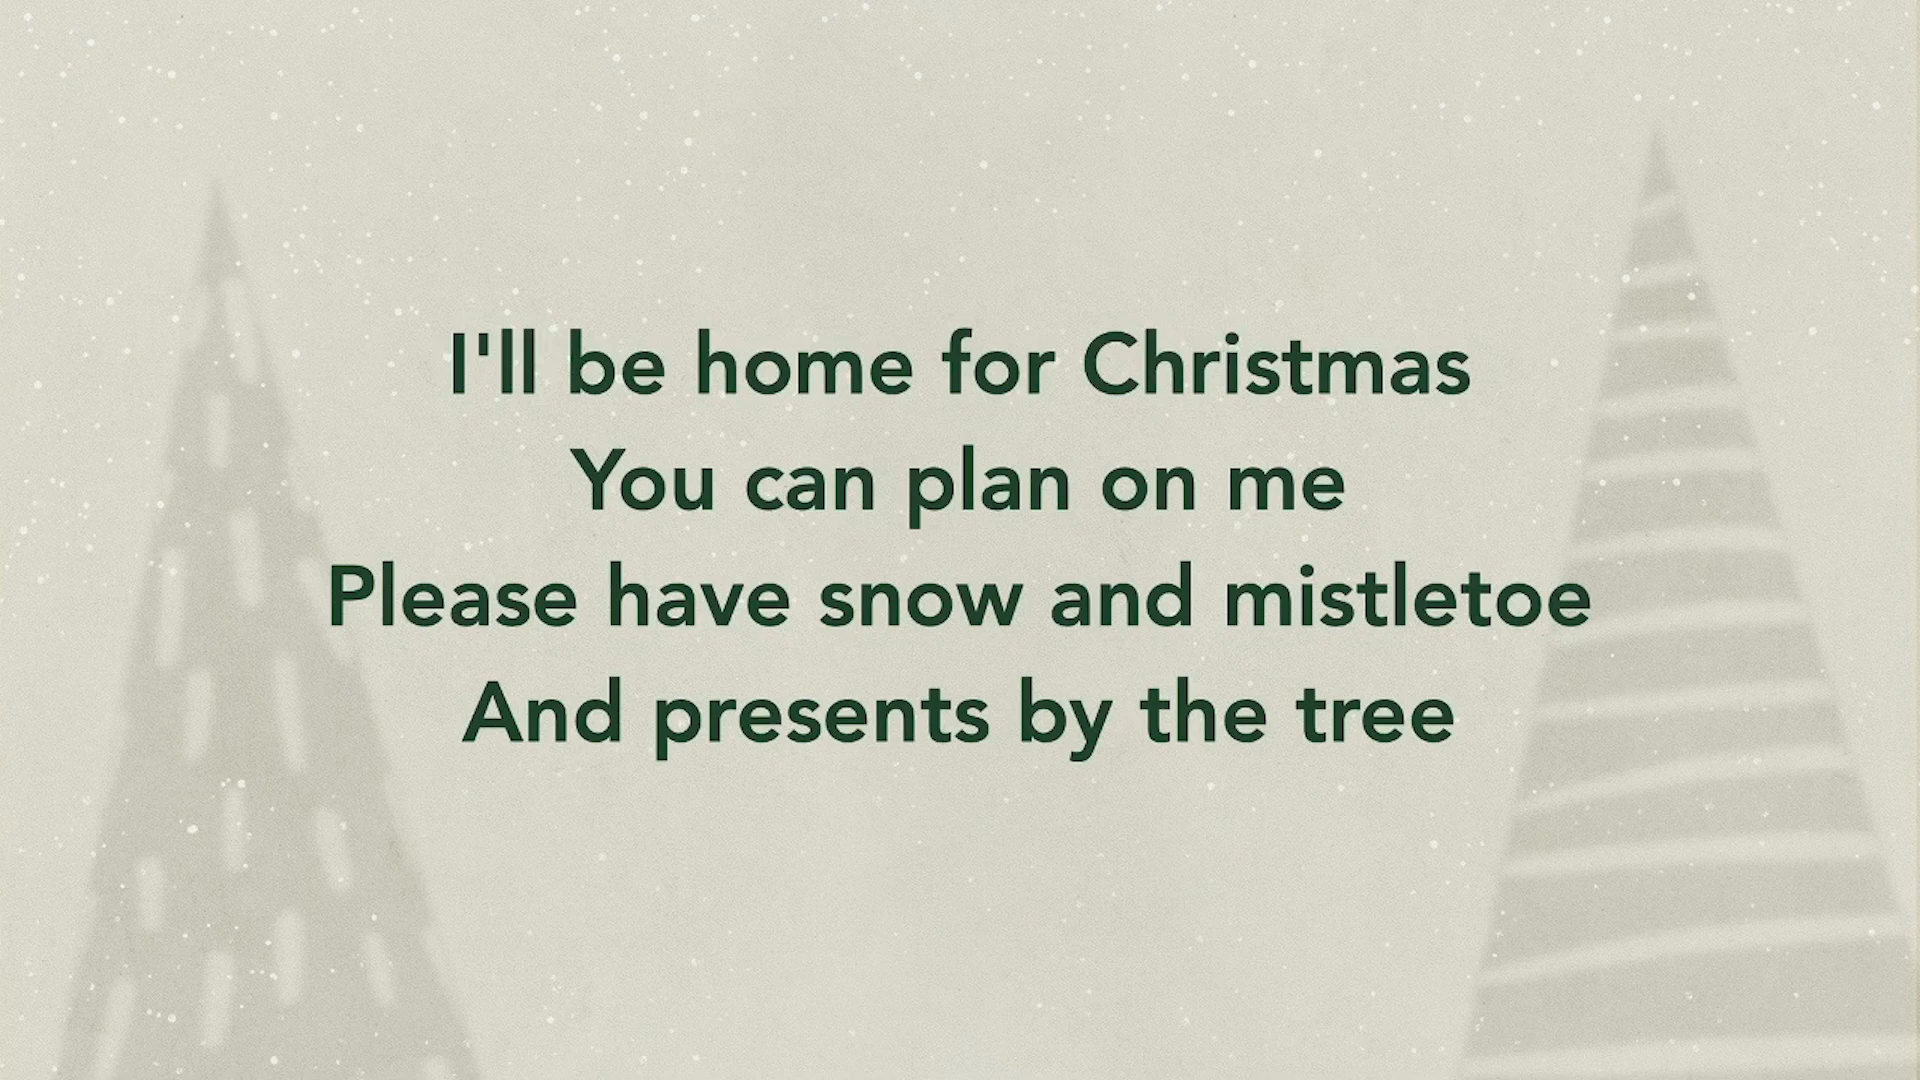 I'll be home for Christmas
You can plan on me
Please have snow and mistletoe
And presents by the tree